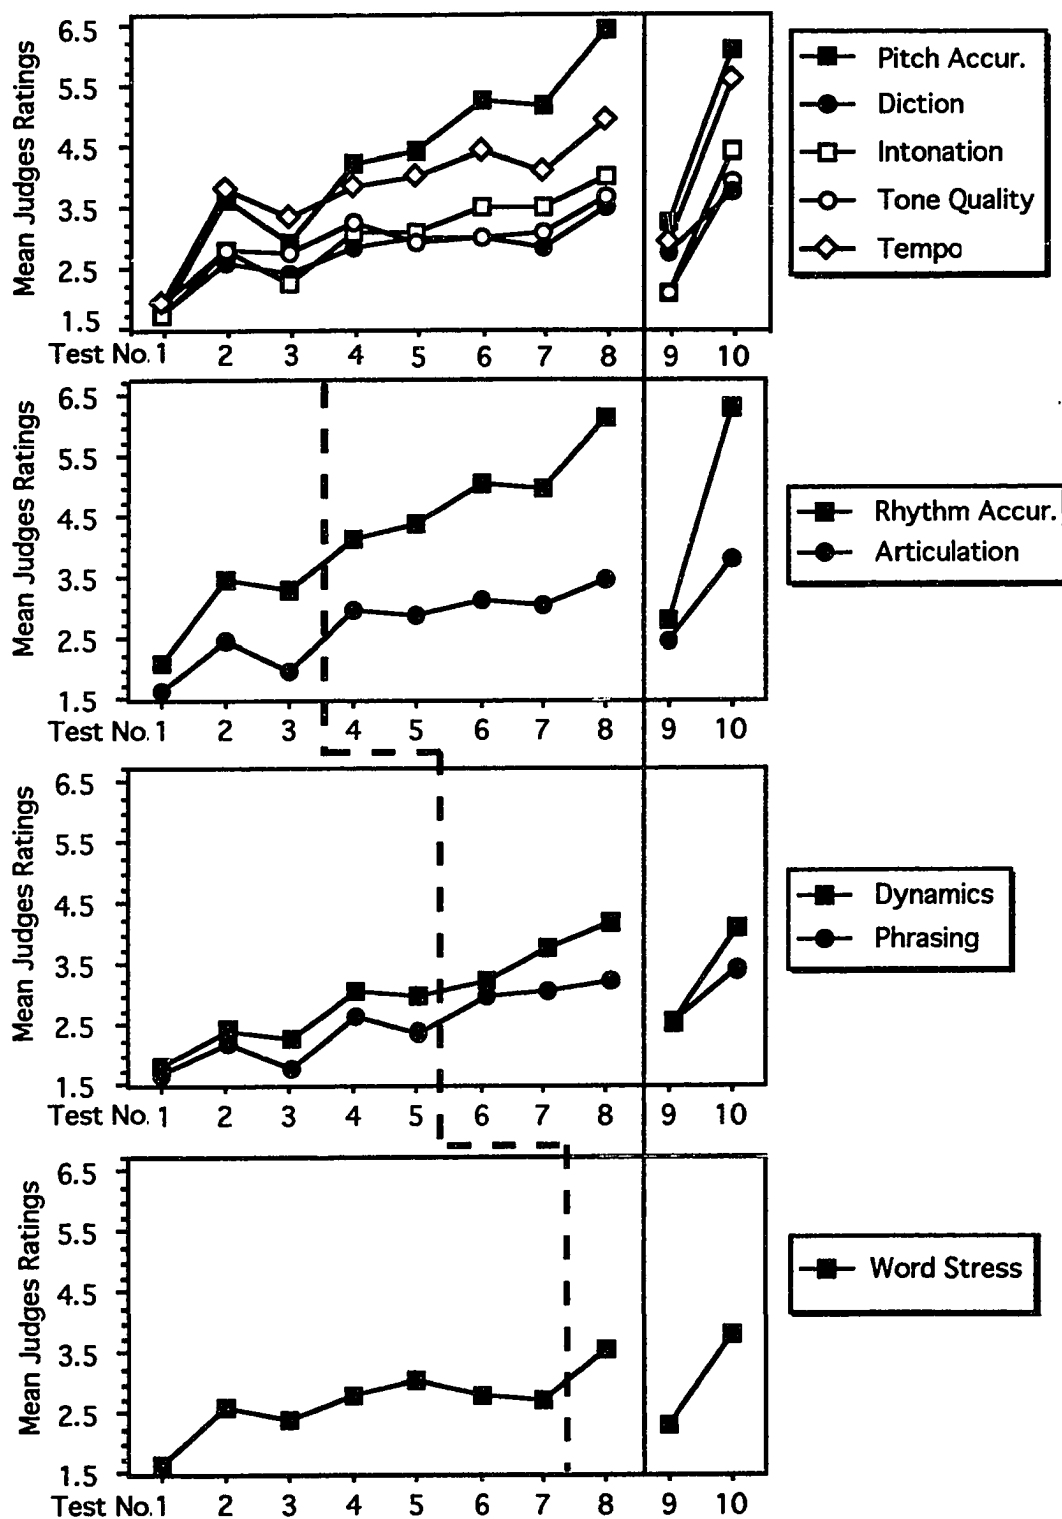 Mean Judges Ratings
6.5
5.5
4.5
3.5
2.5
1.5
Test No.1 2 3 4 5 6 7 8 9 10
Pitch Accur.
Diction
Intonation
Tone Quality
Tempo
Mean Judges Ratings
6.5
5.5
4.5
3.5
2.5
1.5
Test No.1 2 3 4 5 6 7 8 9 10
Rhythm Accur.
Articulation
Mean Judges Ratings
6.5
5.5
4.5
3.5
2.5
1.5
Test No.1 2 3 4 5 6 7 8 9 10
Dynamics
Phrasing
Mean Judges Ratings
6.5
5.5
4.5
3.5
2.5
1.5
Test No.1 2 3 4 5 6 7 8 9 10
Word Stress